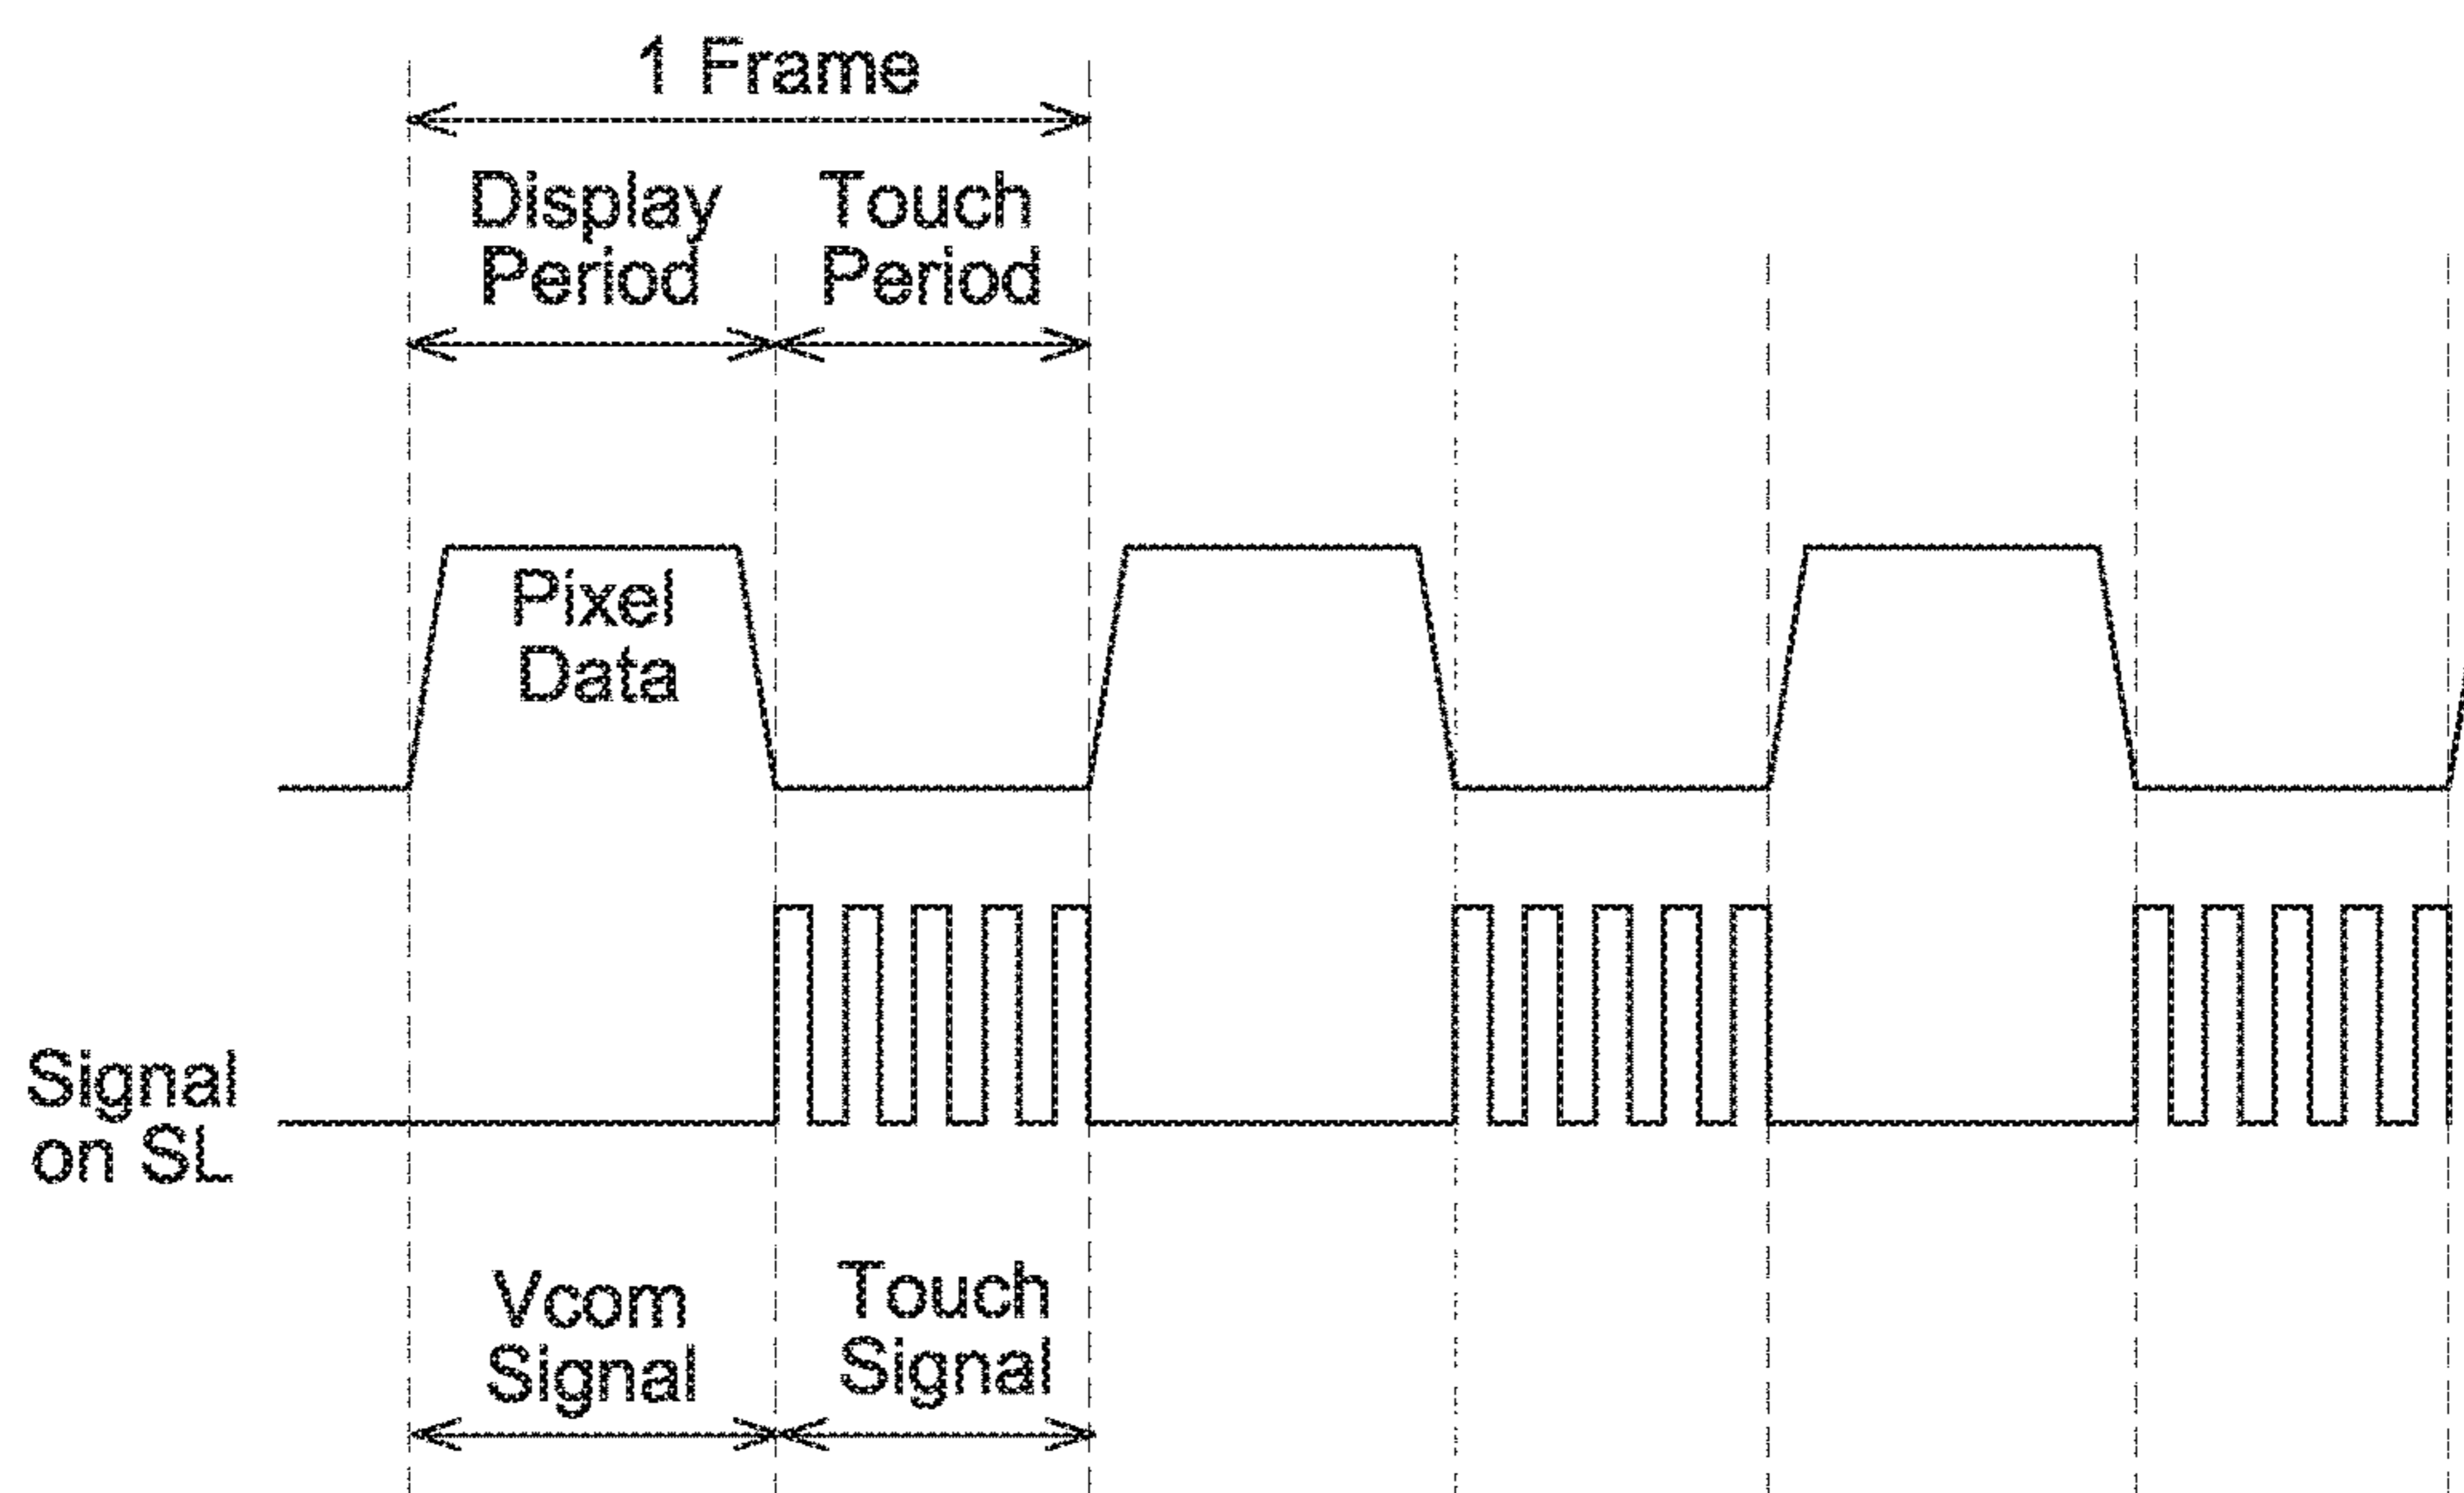 1 Frame
Display
Period
Touch
Period
Pixel
Data
Signal
on SL
Vcom
Signal
Touch
Signal